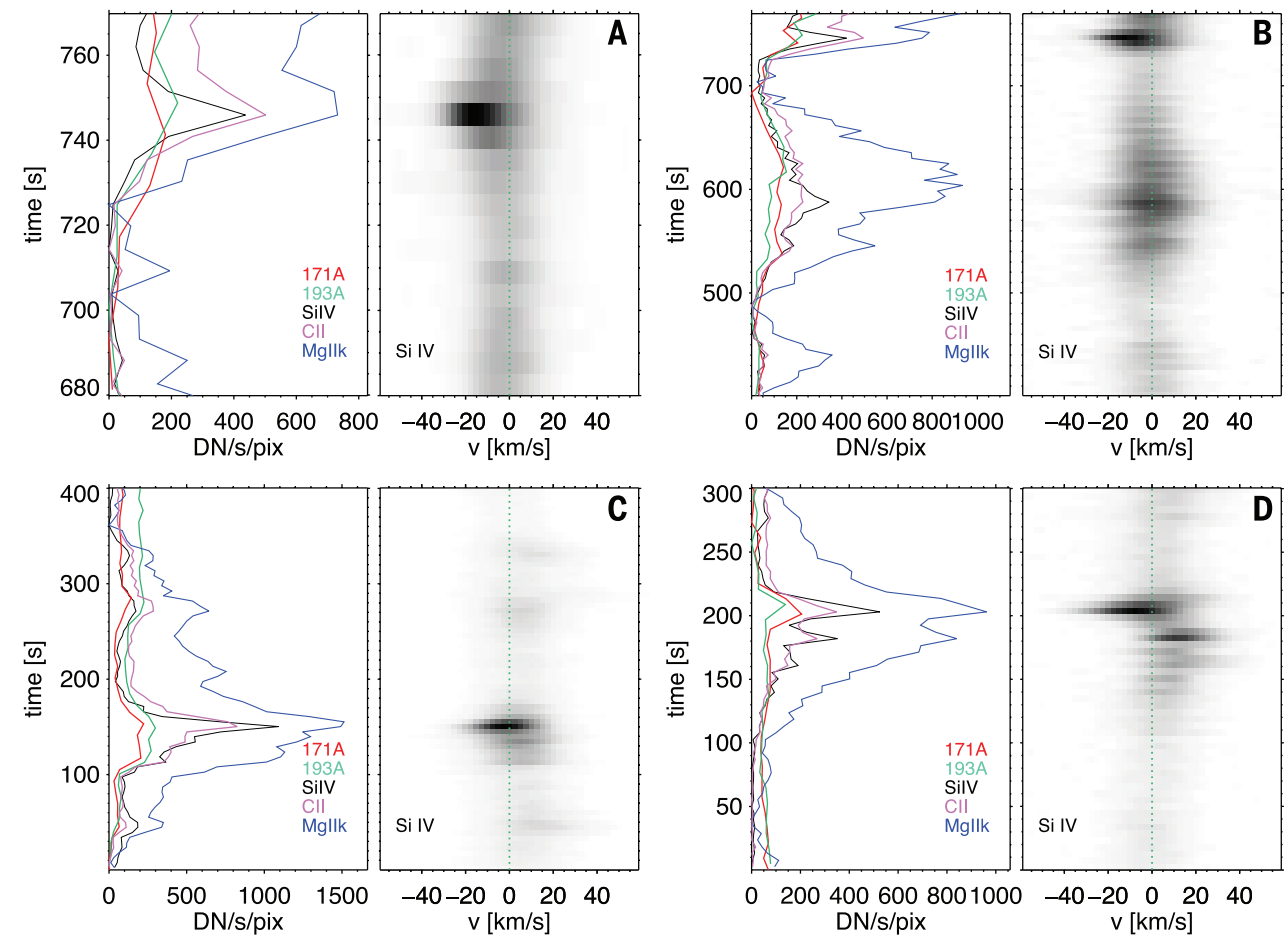 A
time [s]
760
740
720
700
680
171A
193A
SiIV
CII
MgIIk
Si IV
0 200 400 600 800
DN/s/pix
−40 −20 0 20 40
v [km/s]
B
time [s]
700
600
500
171A
193A
SiIV
CII
MgIIk
Si IV
0 200 400 600 800 1000
DN/s/pix
−40 −20 0 20 40
v [km/s]
C
time [s]
400
300
200
100
171A
193A
SiIV
CII
MgIIk
Si IV
0 500 1000 1500
DN/s/pix
−40 −20 0 20 40
v [km/s]
D
time [s]
300
250
200
150
100
50
171A
193A
SiIV
CII
MgIIk
Si IV
0 200 400 600 800 1000
DN/s/pix
−40 −20 0 20 40
v [km/s]